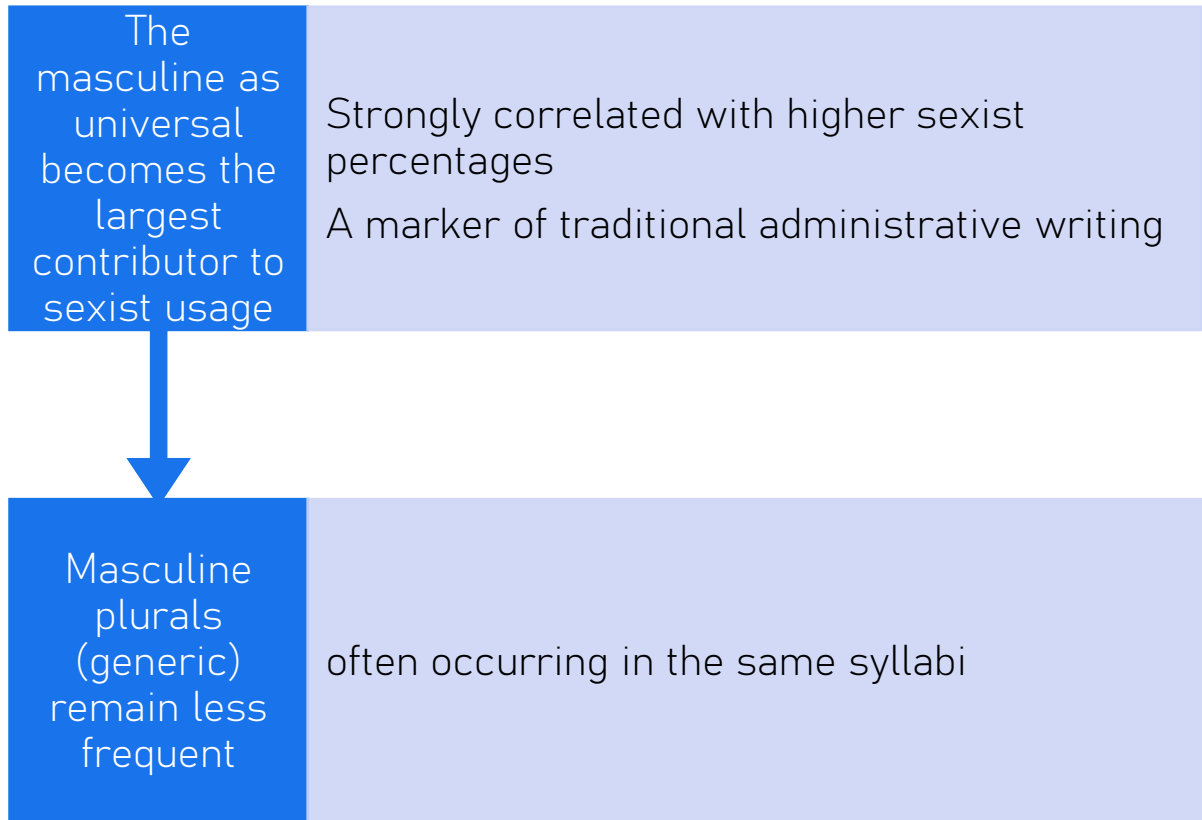 The
masculine as
universal
becomes the
largest
contributor to
sexist usage
Strongly correlated with higher sexist
percentages
A marker of traditional administrative writing
Masculine
plurals
(generic)
remain less
frequent
often occurring in the same syllabi